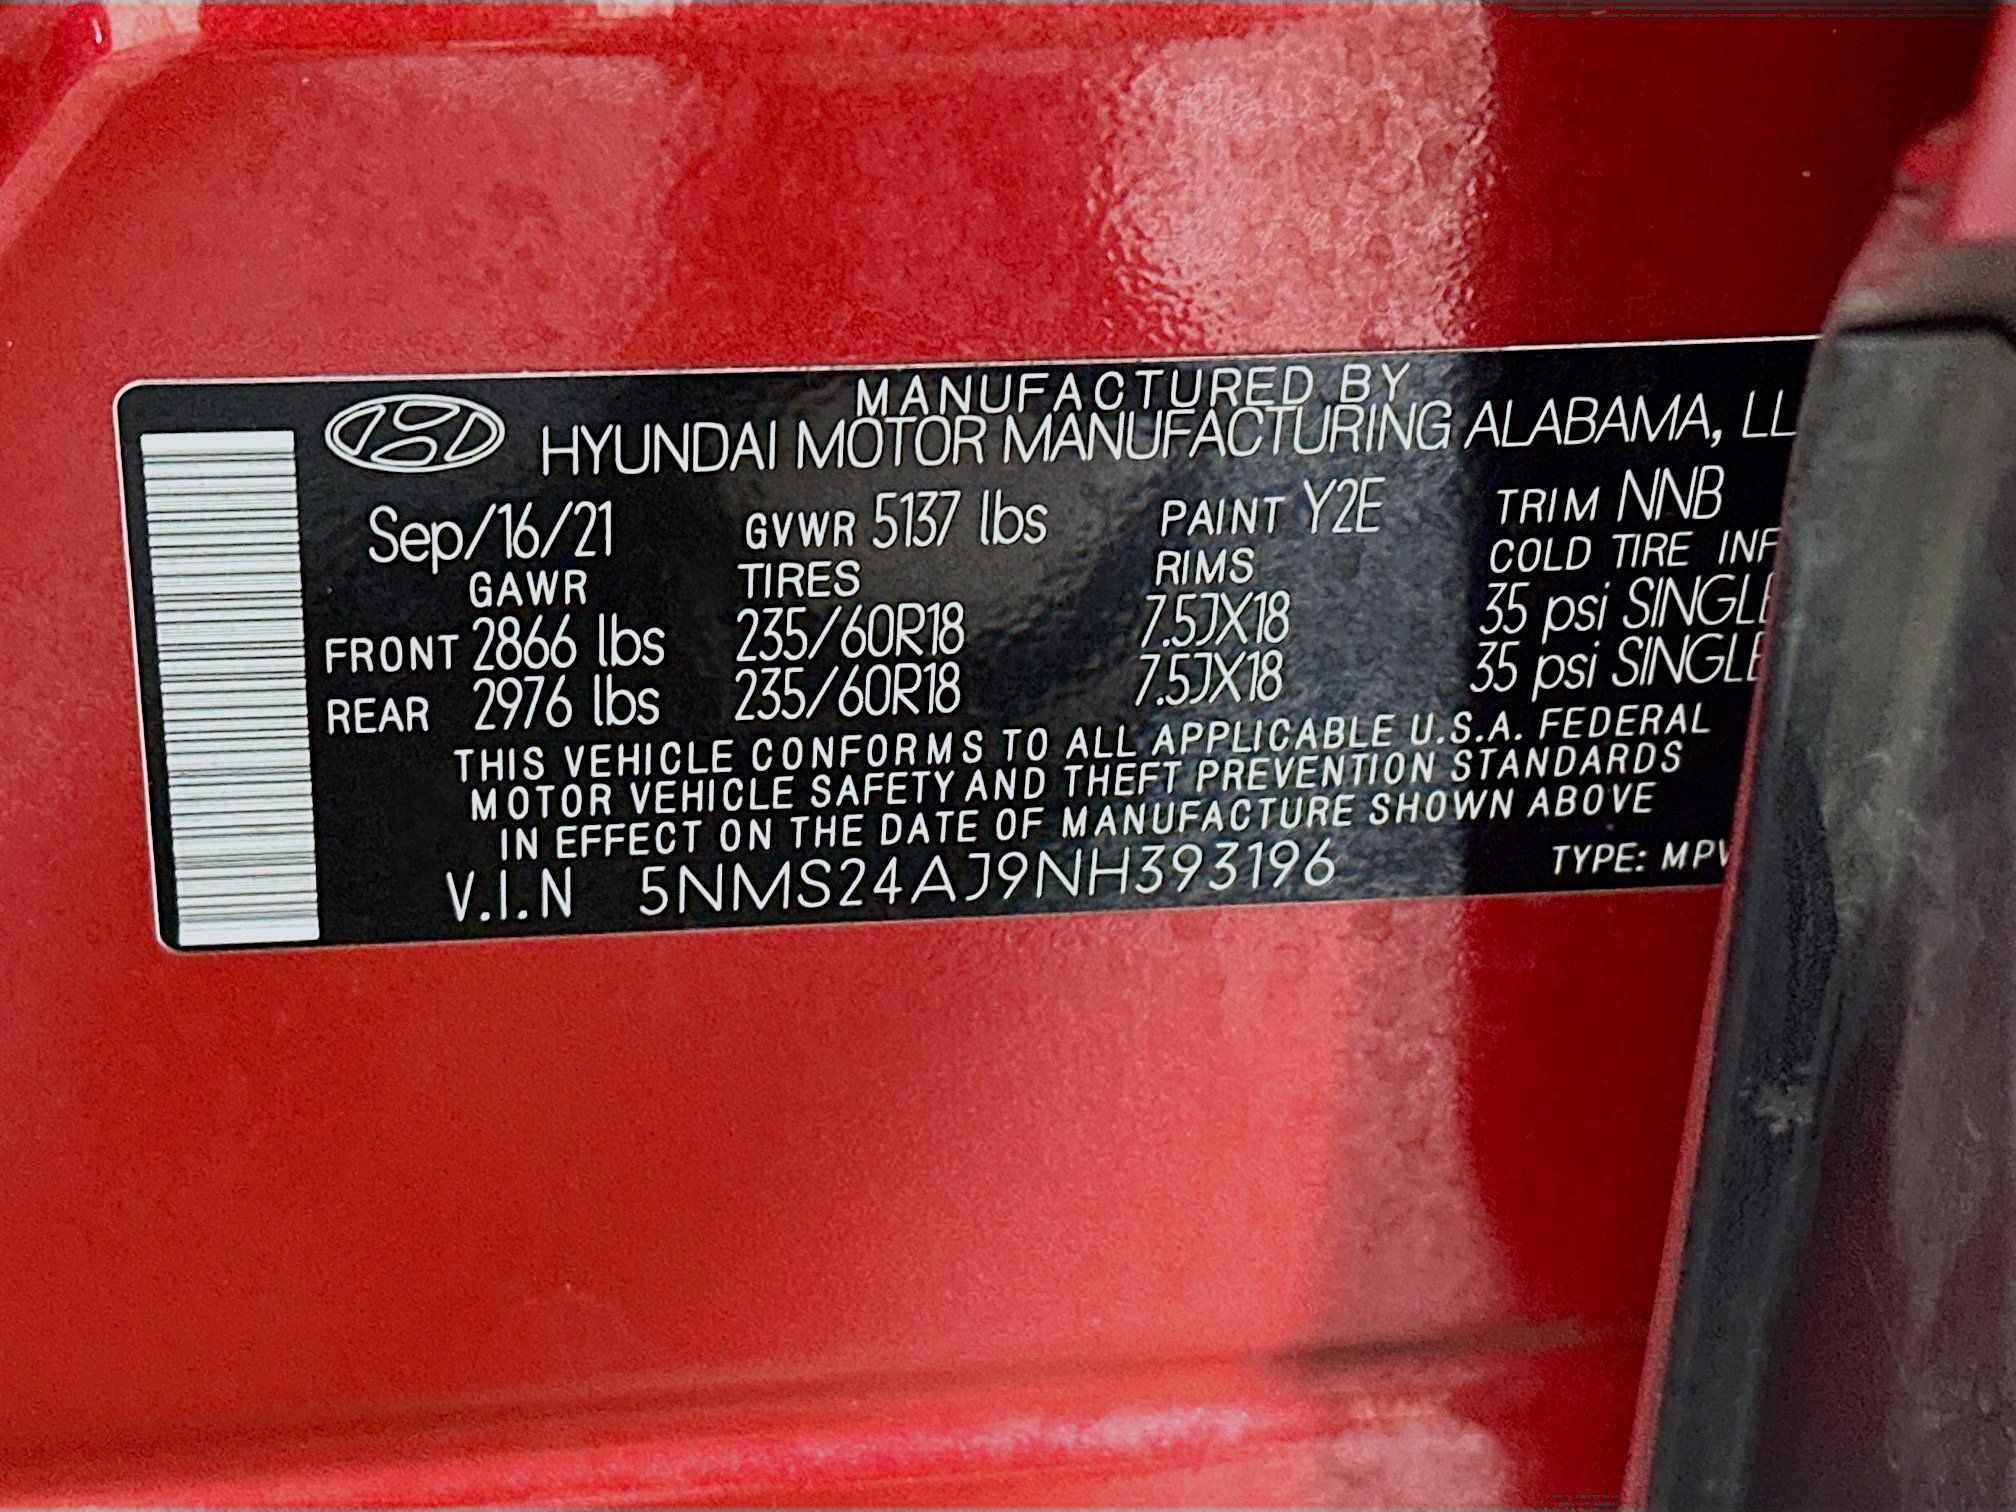 MANUFACTURED BY
HYUNDAI MOTOR MANUFACTURING ALABAMA, LL
Sep/16/21 GVWR 5137 lbs PAINT Y2E TRIM NNB
GAWR TIRES RIMS COLD TIRE INF
FRONT 2866 lbs 235/60R18 7.5JX18 35 psi SINGLE
REAR 2976 lbs 235/60R18 7.5JX18 35 psi SINGLE
THIS VEHICLE CONFORMS TO ALL APPLICABLE U.S.A. FEDERAL
MOTOR VEHICLE SAFETY AND THEFT PREVENTION STANDARDS
IN EFFECT ON THE DATE OF MANUFACTURE SHOWN ABOVE
V.I.N 5NMS24AJ9NH393196 TYPE: MPV